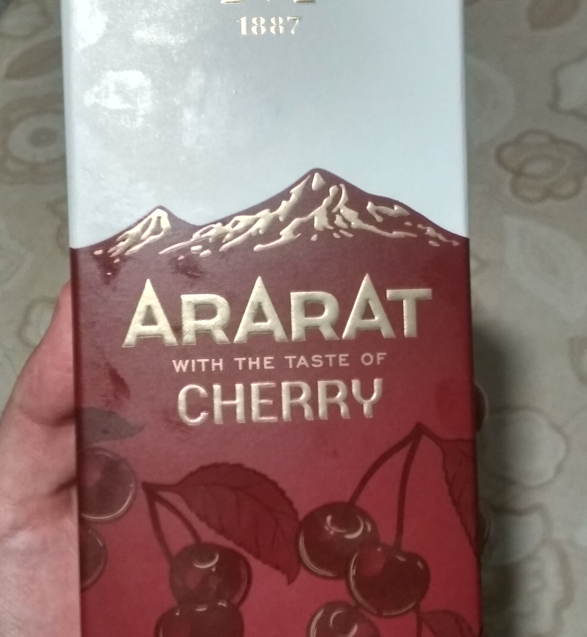 1887
ARARAT
WITH THE TASTE OF
CHERRY